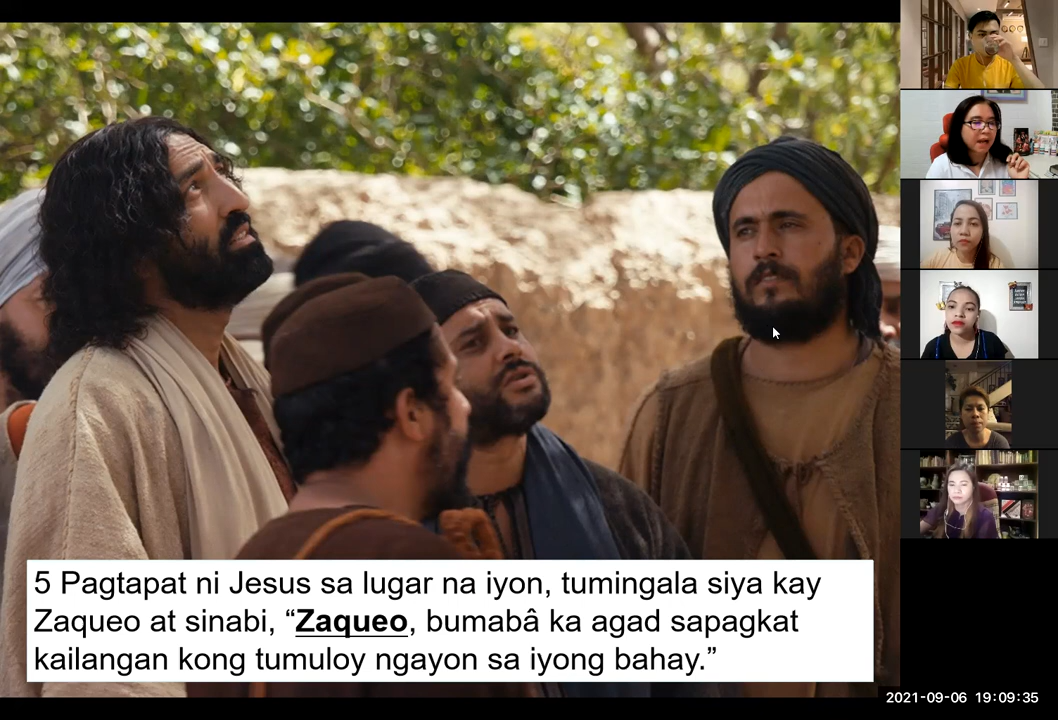 5 Pagtapat ni Jesus sa lugar na iyon, tumingala siya kay
Zaqueo at sinabi, “Zaqueo, bumabâ ka agad sapagkat
kailangan kong tumuloy ngayon sa iyong bahay.”
2021-09-06 19:09:35